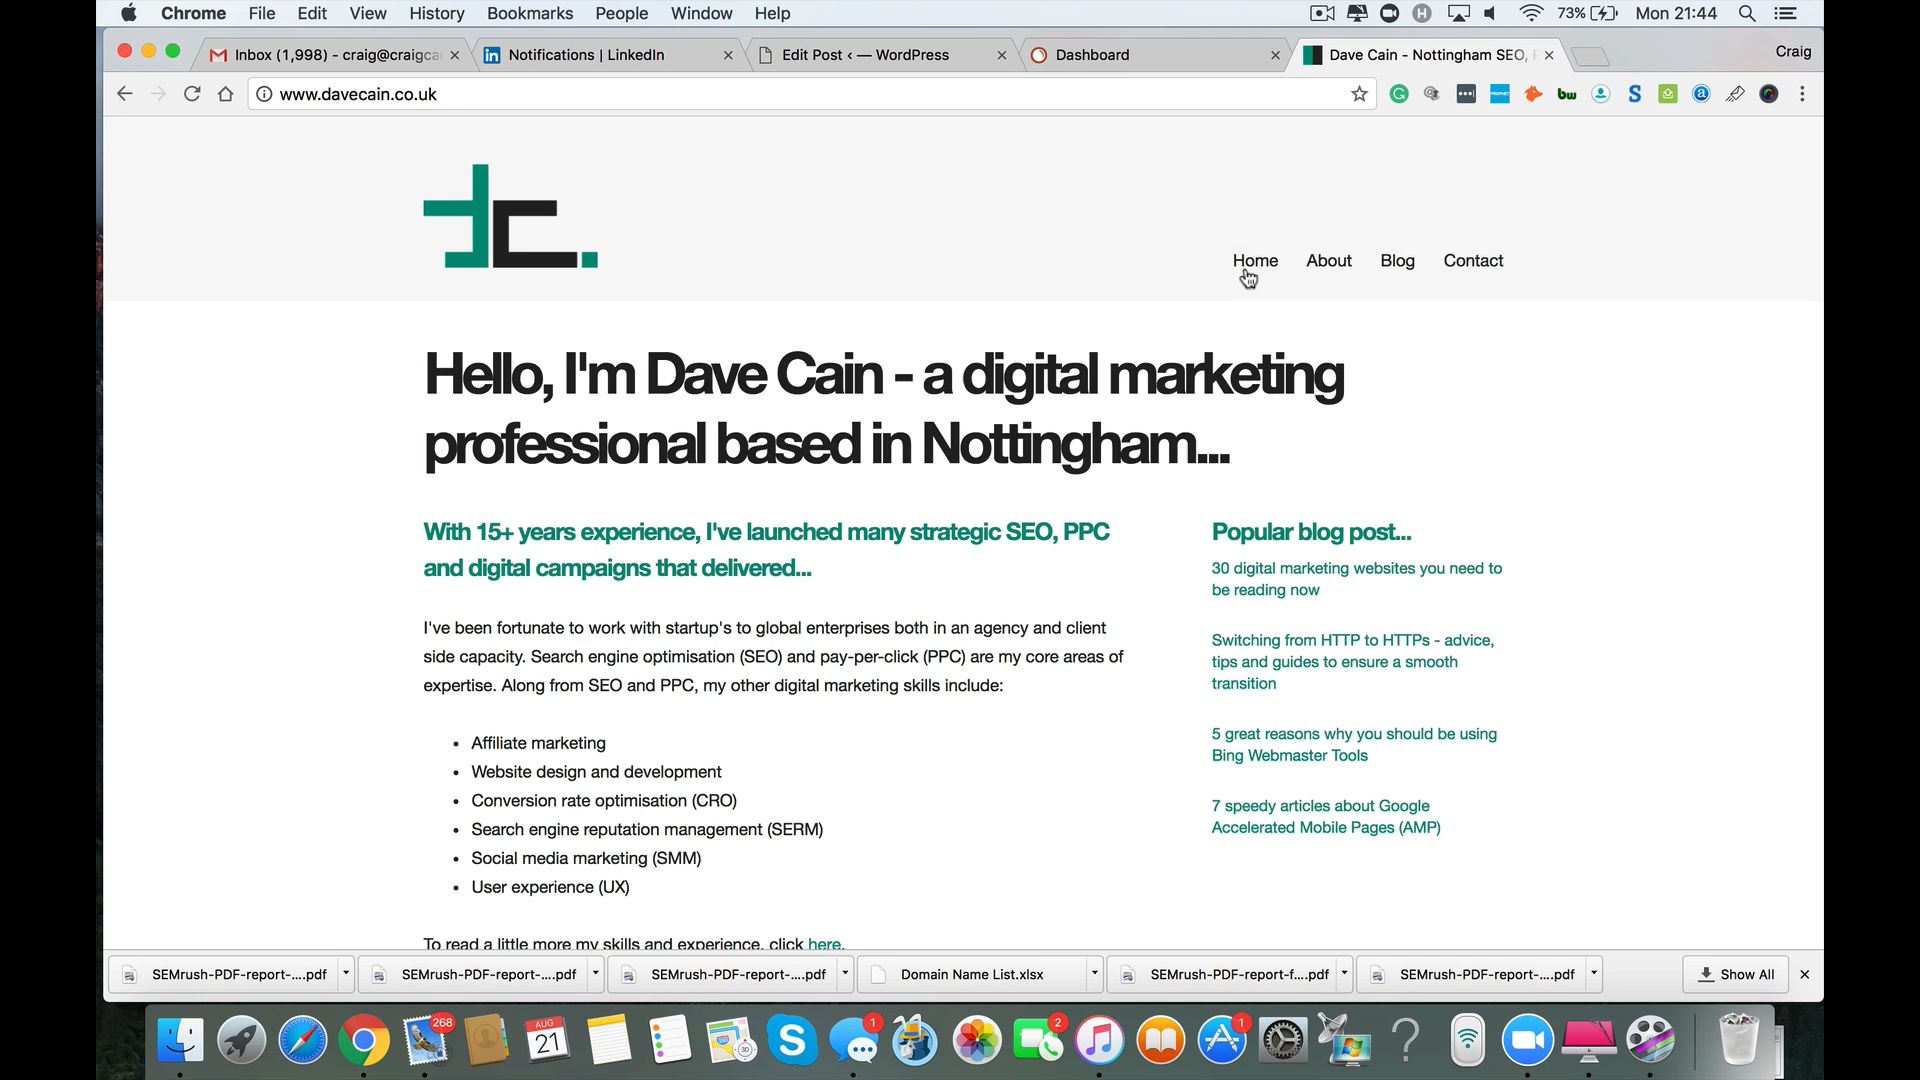 Chrome File Edit View History Bookmarks People Window Help
73% Mon 21:44
Inbox (1,998) - craig@craigca
Notifications | LinkedIn
Edit Post ‹ — WordPress
Dashboard
Dave Cain - Nottingham SEO,
Craig
www.davecain.co.uk
bw
Home About Blog Contact
Hello, I'm Dave Cain - a digital marketing
professional based in Nottingham...
With 15+ years experience, I've launched many strategic SEO, PPC
and digital campaigns that delivered...
I've been fortunate to work with startup's to global enterprises both in an agency and client
side capacity. Search engine optimisation (SEO) and pay-per-click (PPC) are my core areas of
expertise. Along from SEO and PPC, my other digital marketing skills include:
• Affiliate marketing
• Website design and development
• Conversion rate optimisation (CRO)
• Search engine reputation management (SERM)
• Social media marketing (SMM)
• User experience (UX)
To read a little more my skills and experience, click here.
Popular blog post...
30 digital marketing websites you need to
be reading now
Switching from HTTP to HTTPs - advice,
tips and guides to ensure a smooth
transition
5 great reasons why you should be using
Bing Webmaster Tools
7 speedy articles about Google
Accelerated Mobile Pages (AMP)
SEMrush-PDF-report-....pdf
SEMrush-PDF-report-....pdf
SEMrush-PDF-report-....pdf
Domain Name List.xlsx
SEMrush-PDF-report-f....pdf
SEMrush-PDF-report-....pdf
Show All
268
AUG
21
3D
1
2
1